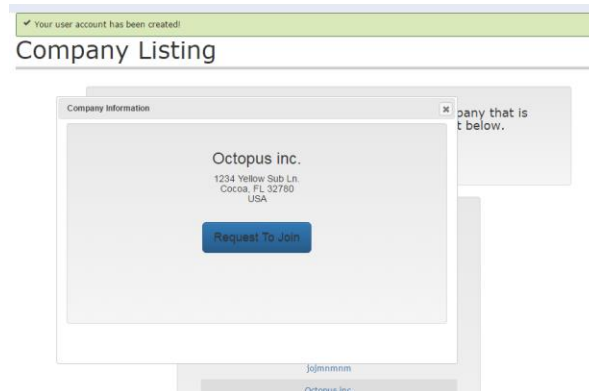 ✔ Your user account has been created!
Company Listing
Company Information
pany that is
t below.
Octopus inc.
1234 Yellow Sub Ln.
Cocoa, FL 32780
USA
Request To Join
jojmnmnm
Octopus inc.